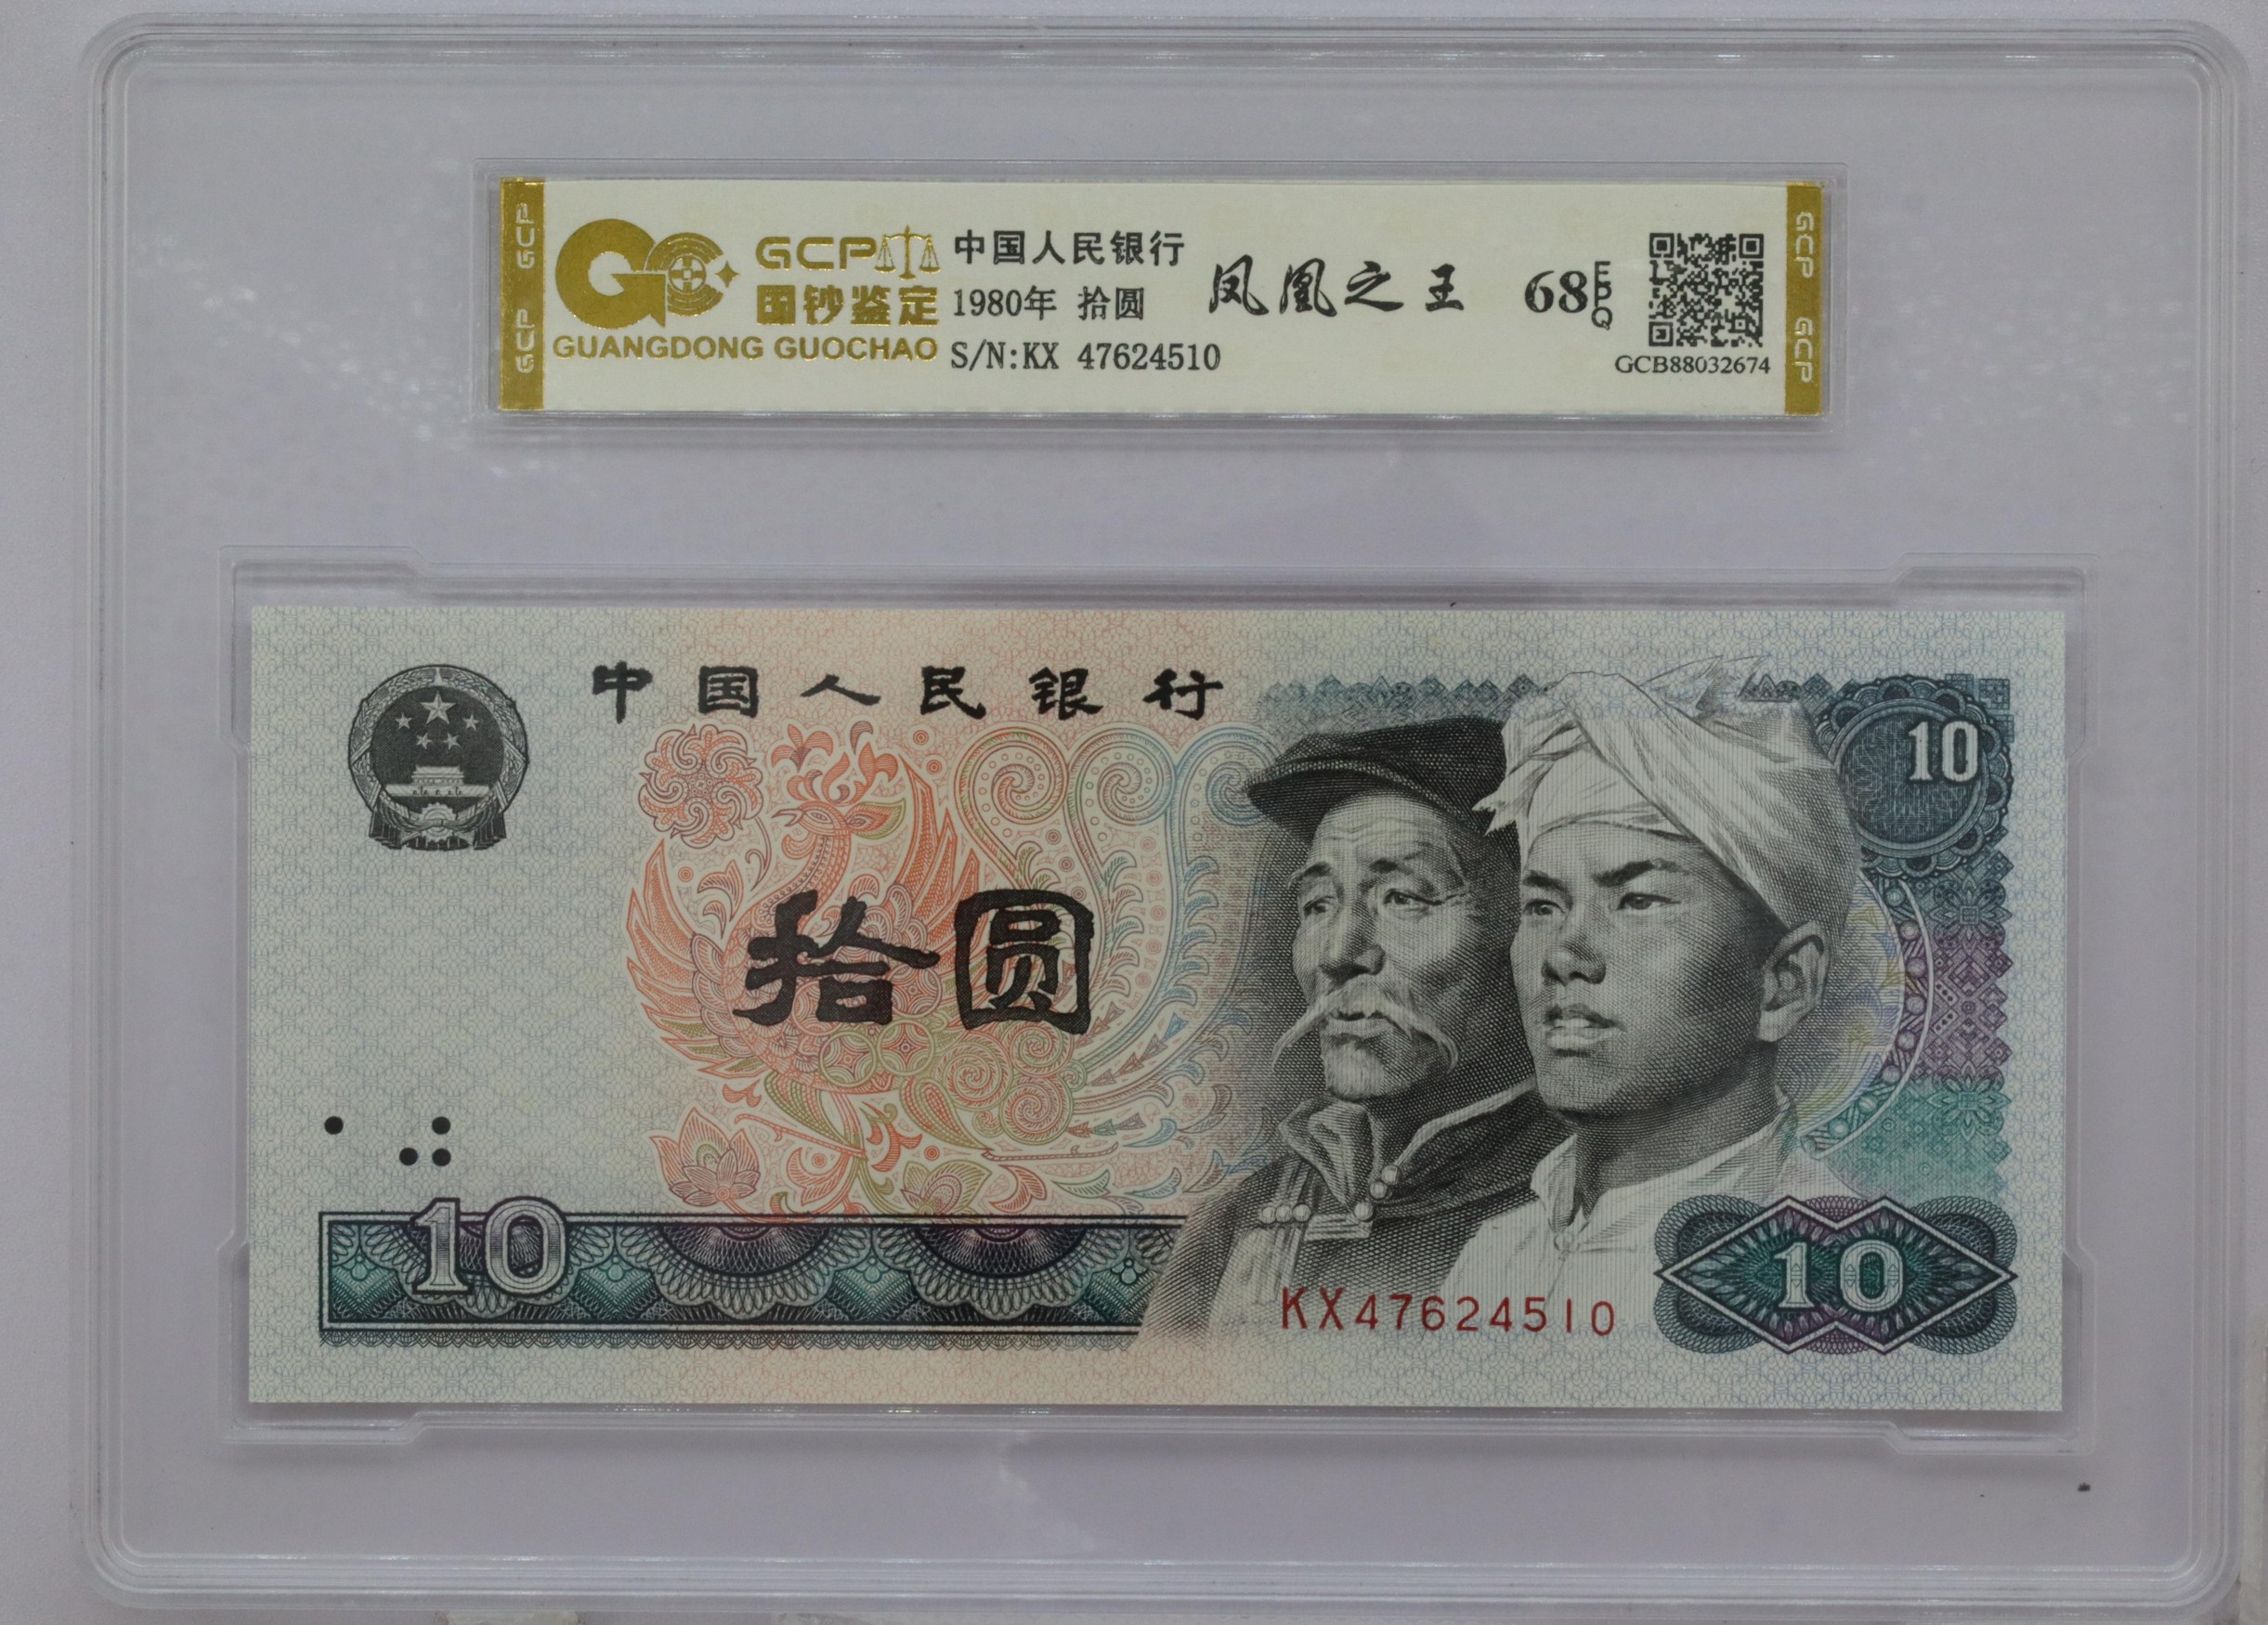 GCP GCP
GCP
国钞鉴定
GUANGDONG GUOCHAO
中国人民银行
1980年 拾圆
S/N:KX 47624510
凤凰之王
68EPQ
GCB88032674
GCP GCP
中国人民银行
10
拾圆
10
KX47624510
10